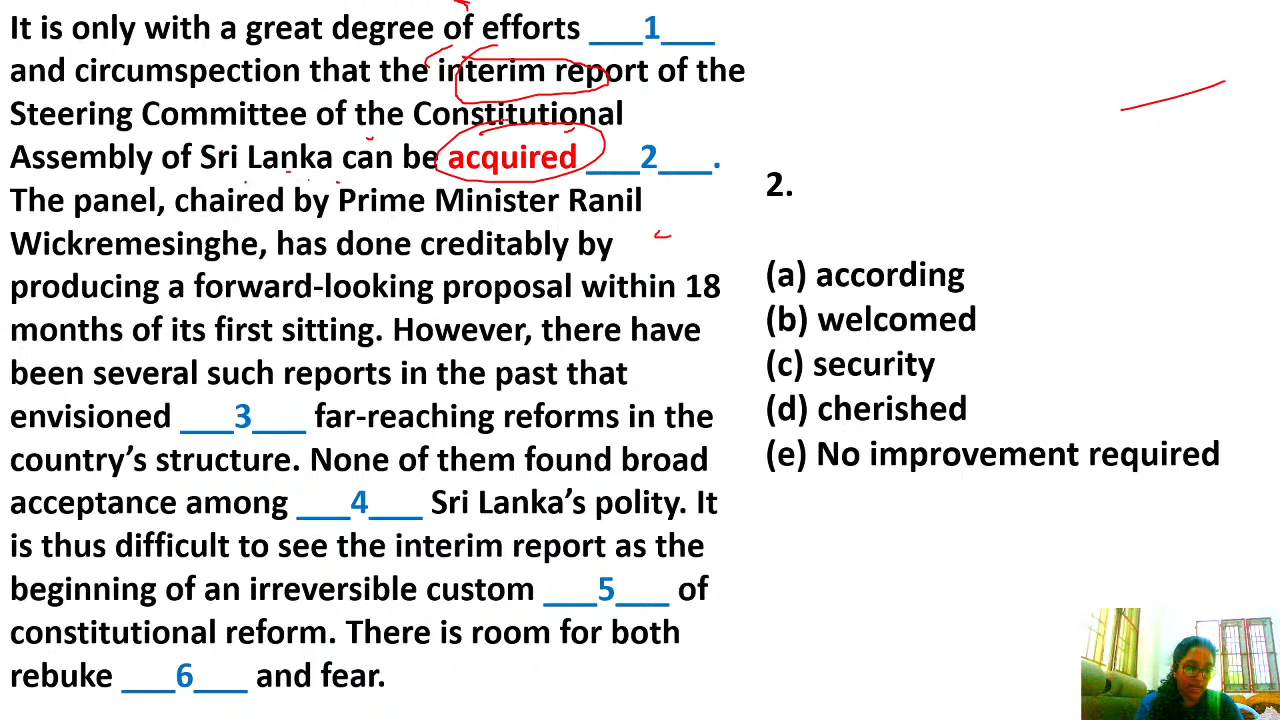 It is only with a great degree of efforts ___1___
and circumspection that the interim report of the
Steering Committee of the Constitutional
Assembly of Sri Lanka can be acquired ___2___.
The panel, chaired by Prime Minister Ranil
Wickremesinghe, has done creditably by
producing a forward-looking proposal within 18
months of its first sitting. However, there have
been several such reports in the past that
envisioned ___3___ far-reaching reforms in the
country’s structure. None of them found broad
acceptance among ___4___ Sri Lanka’s polity. It
is thus difficult to see the interim report as the
beginning of an irreversible custom ___5___ of
constitutional reform. There is room for both
rebuke ___6___ and fear.
2.
(a) according
(b) welcomed
(c) security
(d) cherished
(e) No improvement required